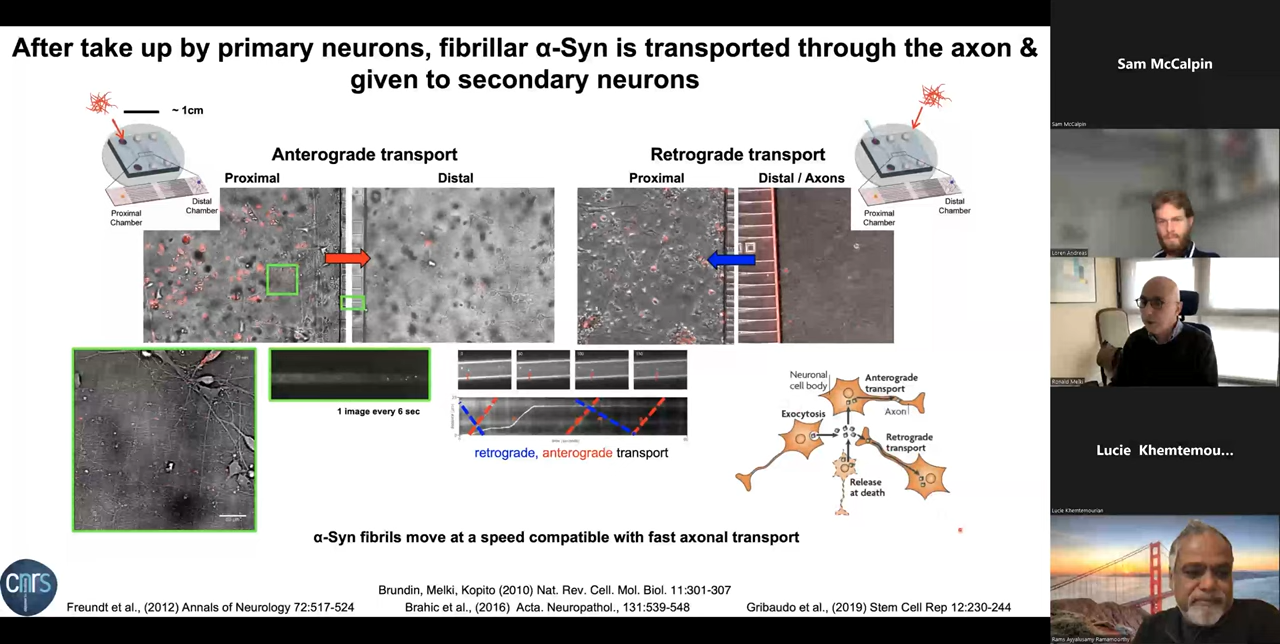 After take up by primary neurons, fibrillar α-Syn is transported through the axon &
given to secondary neurons
~ 1cm
Anterograde transport
Proximal
Distal
Proximal
Chamber
Distal
Chamber
Retrograde transport
Proximal
Distal / Axons
Proximal
Chamber
Distal
Chamber
1 image every 6 sec
retrograde, anterograde transport
Neuronal
cell body
Anterograde
transport
Axon
Exocytosis
Retrograde
transport
Release
at death
α-Syn fibrils move at a speed compatible with fast axonal transport
cnrs
Brundin, Melki, Kopito (2010) Nat. Rev. Cell. Mol. Biol. 11:301-307
Freundt et al., (2012) Annals of Neurology 72:517-524
Brahic et al., (2016) Acta. Neuropathol., 131:539-548
Gribaudo et al., (2019) Stem Cell Rep 12:230-244
Sam McCalpin
Sam McCalpin
Loren Andreas
Ronald Melki
Lucie Khemtemou...
Lucie Khemtemourian
Rams Ayyalusamy Ramamoorthy